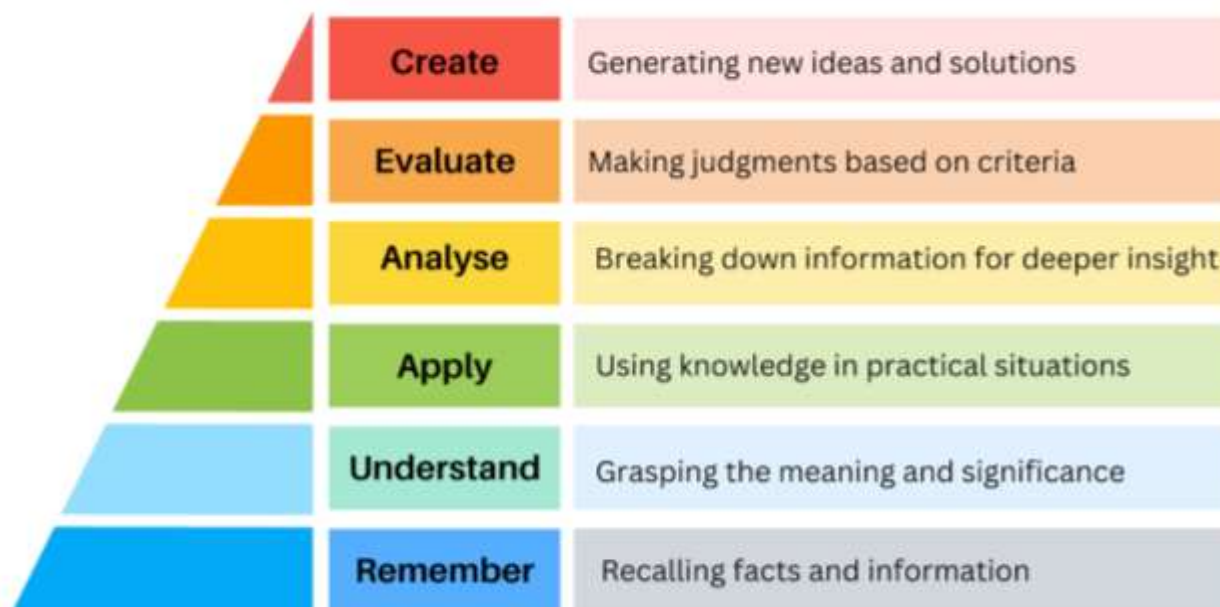 Create Generating new ideas and solutions
Evaluate Making judgments based on criteria
Analyse Breaking down information for deeper insight
Apply Using knowledge in practical situations
Understand Grasping the meaning and significance
Remember Recalling facts and information